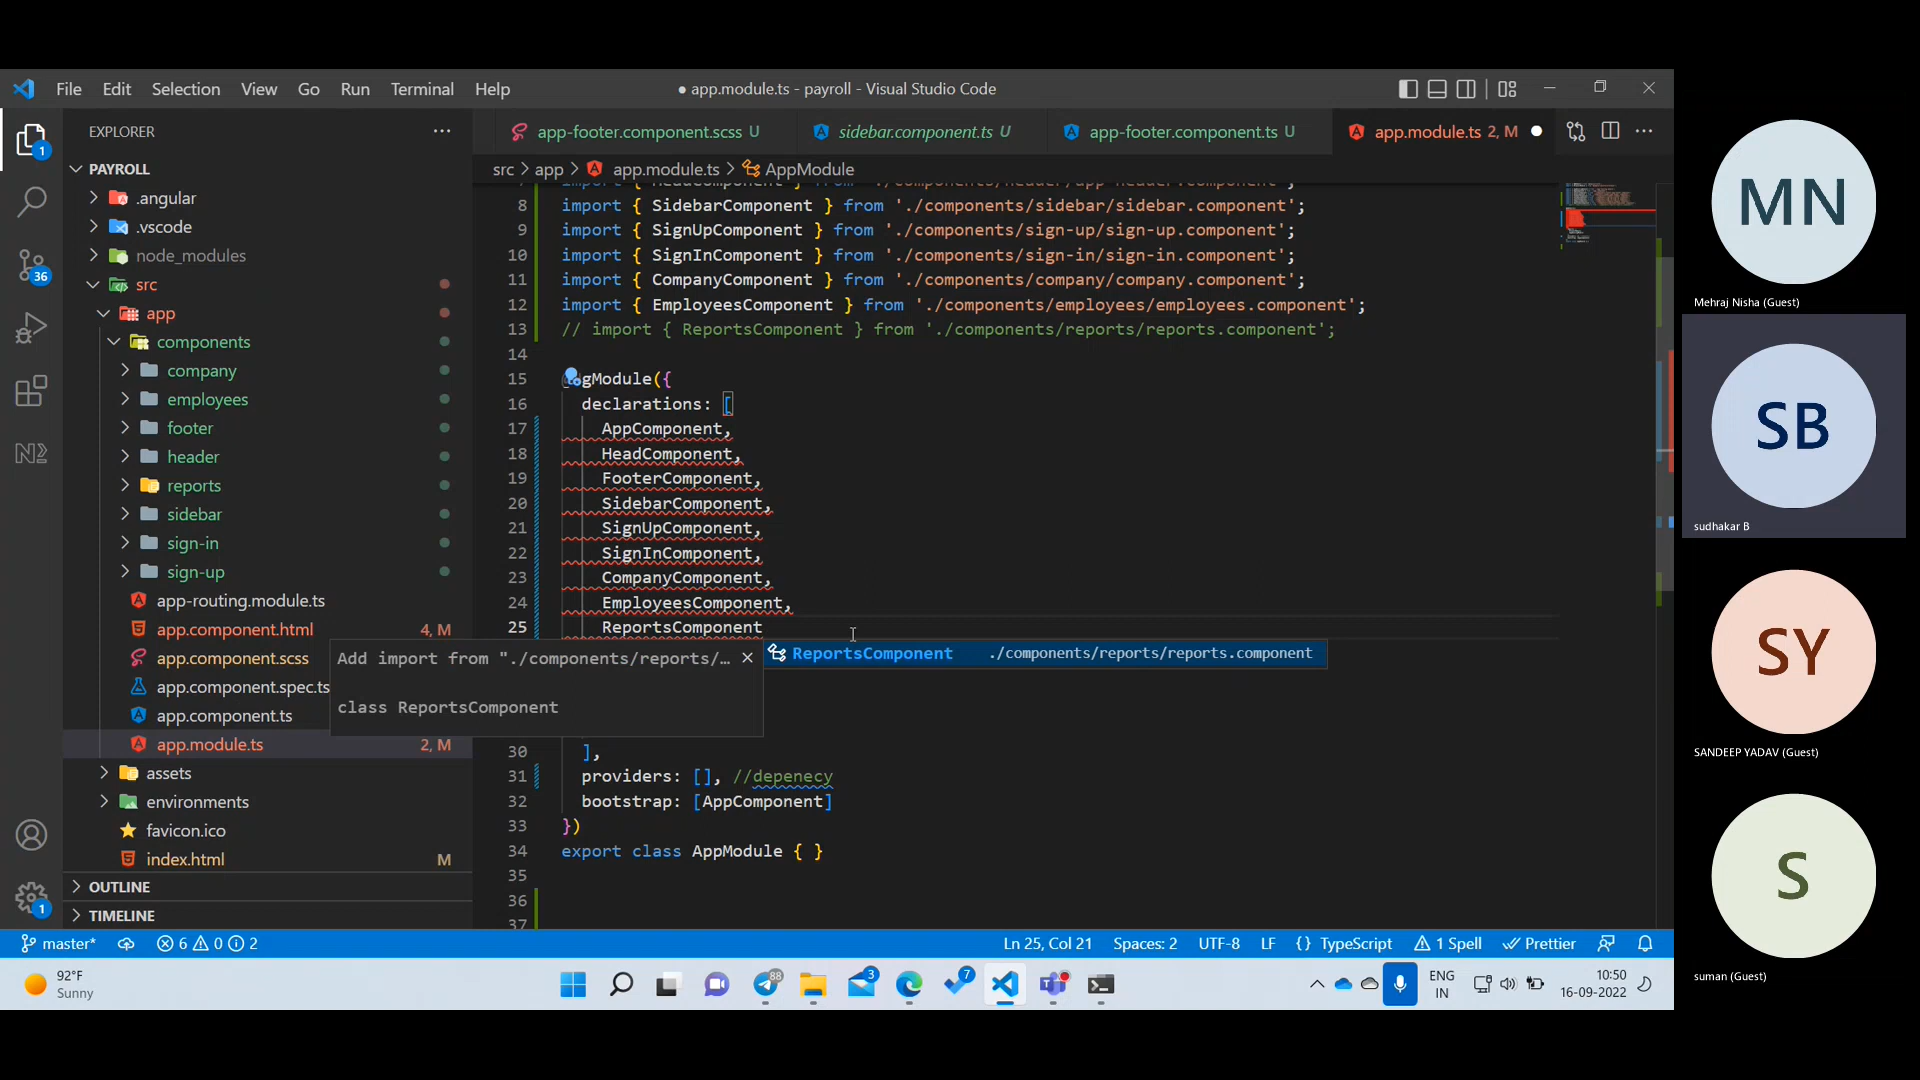 File Edit Selection View Go Run Terminal Help
● app.module.ts - payroll - Visual Studio Code
EXPLORER
PAYROLL
.angular
.vscode
node_modules
src
app
components
company
employees
footer
header
reports
sidebar
sign-in
sign-up
app-routing.module.ts
app.component.html 4, M
app.component.scss
app.component.spec.ts
app.component.ts
app.module.ts 2, M
assets
environments
favicon.ico
index.html M
OUTLINE
TIMELINE
1
36
1
app-footer.component.scss U
sidebar.component.ts U
app-footer.component.ts U
app.module.ts 2, M
src > app > app.module.ts > AppModule
8 import { SidebarComponent } from './components/sidebar/sidebar.component';
9 import { SignUpComponent } from './components/sign-up/sign-up.component';
10 import { SignInComponent } from './components/sign-in/sign-in.component';
11 import { CompanyComponent } from './components/company/company.component';
12 import { EmployeesComponent } from './components/employees/employees.component';
13 // import { ReportsComponent } from './components/reports/reports.component';
14
15 gModule({
16 declarations: [
17 AppComponent,
18 HeadComponent,
19 FooterComponent,
20 SidebarComponent,
21 SignUpComponent,
22 SignInComponent,
23 CompanyComponent,
24 EmployeesComponent,
25 ReportsComponent
ReportsComponent ./components/reports/reports.component
Add import from "./components/reports/…
class ReportsComponent
30 ],
31 providers: [], //depenecy
32 bootstrap: [AppComponent]
33 })
34 export class AppModule { }
35
36
37
master* 6 0 2
Ln 25, Col 21 Spaces: 2 UTF-8 LF {} TypeScript 1 Spell Prettier
92°F
Sunny
88
3
7
ENG
IN
10:50
16-09-2022
MN
Mehraj Nisha (Guest)
SB
sudhakar B
SY
SANDEEP YADAV (Guest)
S
suman (Guest)